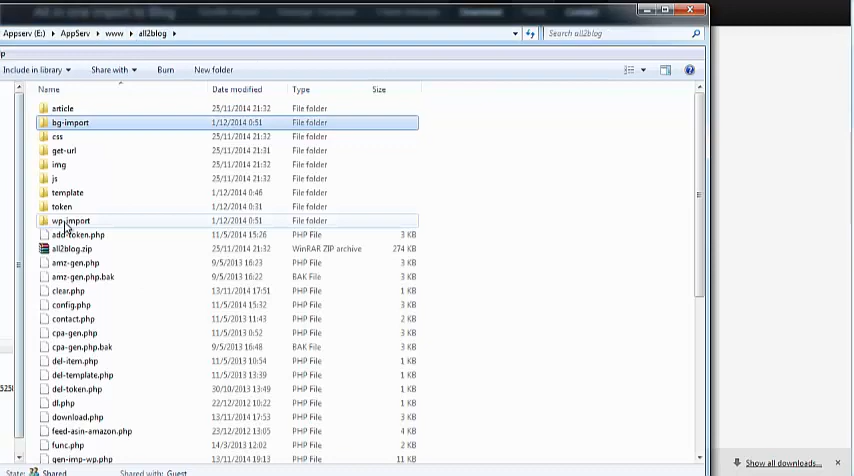 Appserv (E:) ▸ AppServ ▸ www ▸ all2blog ▸
Search all2blog
p
Include in library
Share with
Burn
New folder
Name Date modified Type Size
article 25/11/2014 21:32 File folder
bg-import 1/12/2014 0:51 File folder
css 25/11/2014 21:32 File folder
get-url 25/11/2014 21:31 File folder
img 25/11/2014 21:32 File folder
js 25/11/2014 21:32 File folder
template 1/12/2014 0:46 File folder
token 1/12/2014 0:31 File folder
wp-import 1/12/2014 0:51 File folder
add-token.php 11/5/2014 15:26 PHP File 3 KB
all2blog.zip 25/11/2014 21:32 WinRAR ZIP archive 274 KB
amz-gen.php 9/5/2013 16:23 PHP File 3 KB
amz-gen.php.bak 9/5/2013 16:22 BAK File 3 KB
clear.php 13/11/2014 17:51 PHP File 1 KB
config.php 11/5/2014 15:32 PHP File 3 KB
contact.php 11/5/2013 11:43 PHP File 2 KB
cpa-gen.php 11/5/2013 0:52 PHP File 3 KB
cpa-gen.php.bak 9/5/2013 16:48 BAK File 3 KB
del-item.php 11/5/2013 10:54 PHP File 1 KB
del-template.php 11/5/2013 13:39 PHP File 1 KB
del-token.php 30/10/2013 13:49 PHP File 1 KB
dl.php 22/12/2012 10:22 PHP File 1 KB
download.php 13/11/2014 17:53 PHP File 3 KB
feed-asin-amazon.php 23/12/2012 13:05 PHP File 4 KB
func.php 14/3/2013 12:02 PHP File 2 KB
gen-imp-wp.php 13/11/2014 19:13 PHP File 11 KB
525
State: Shared
Shared with: Guest
Show all downloads...